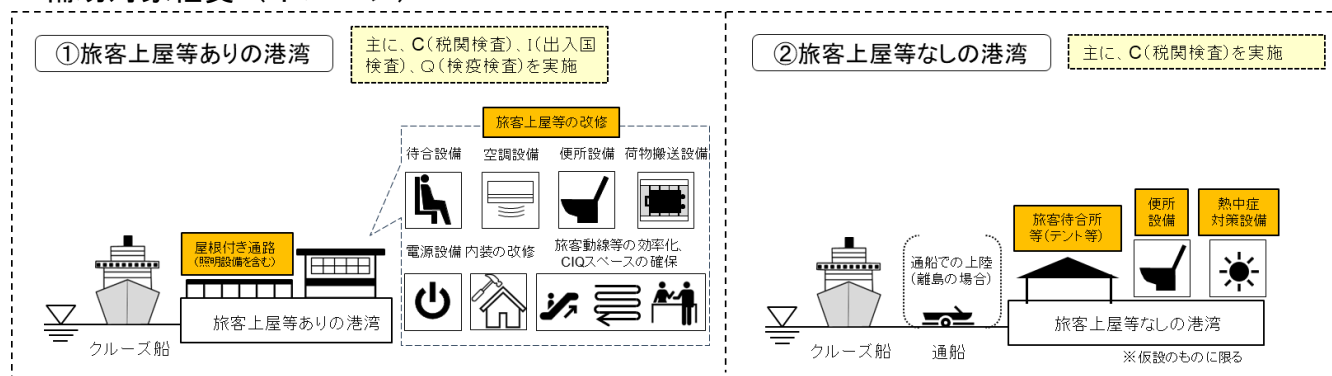 ①旅客上屋等ありの港湾
主に、C(税関検査)、I(出入国
検査)、Q(検疫検査)を実施
旅客上屋等の改修
待合設備
空調設備
便所設備
荷物搬送設備
電源設備
内装の改修
旅客動線等の効率化、
CIQスペースの確保
屋根付き通路
(照明設備を含む)
旅客上屋等ありの港湾
クルーズ船
②旅客上屋等なしの港湾
主に、C(税関検査)を実施
旅客待合所
等(テント等)
便所
設備
熱中症
対策設備
通船での上陸
(離島の場合)
旅客上屋等なしの港湾
クルーズ船
通船
※仮設のものに限る